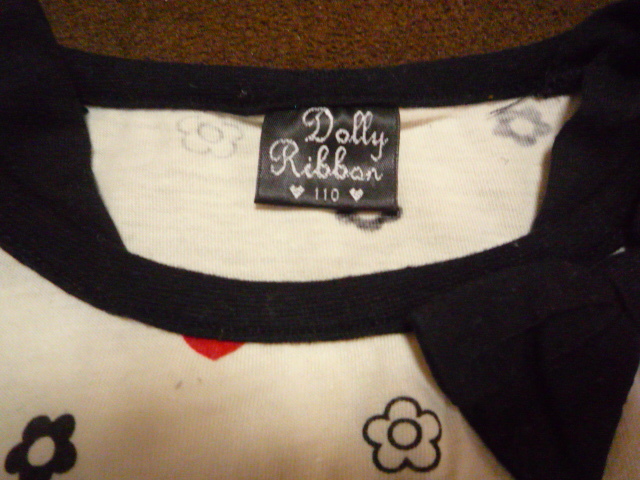 Dolly
Ribbon
♥ 110 ♥